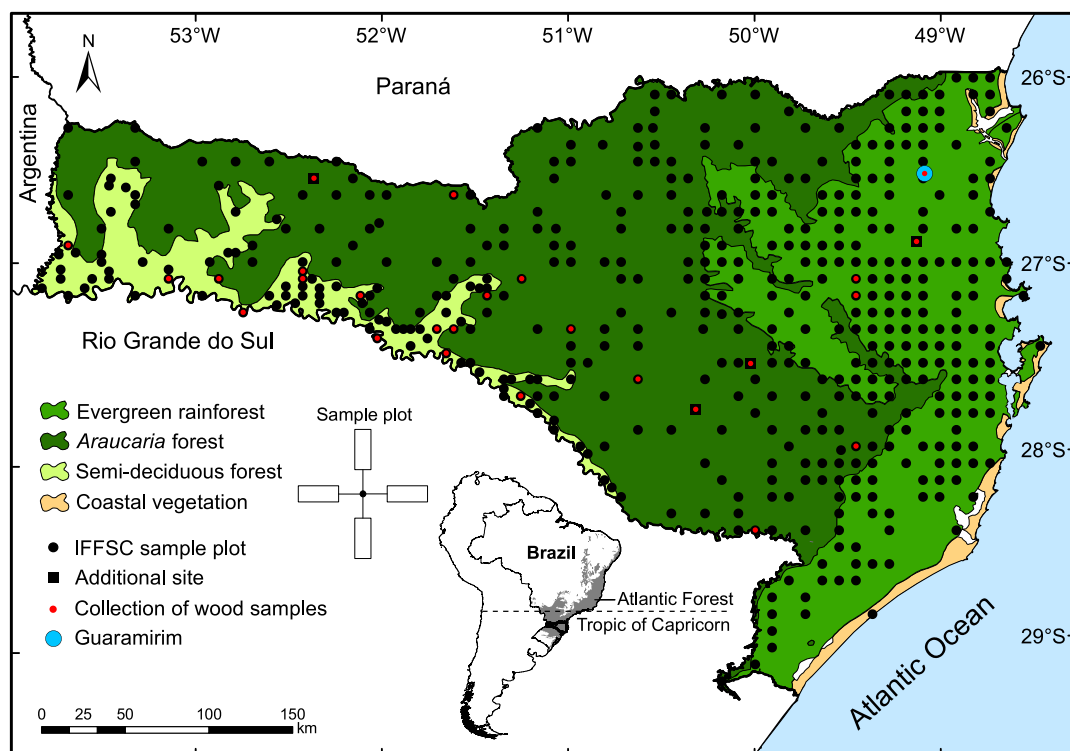 53°W 52°W 51°W 50°W 49°W
N
Paraná
26°S
Argentina
27°S
Rio Grande do Sul
Evergreen rainforest
Araucaria forest
Semi-deciduous forest
Coastal vegetation
Sample plot
28°S
IFFSC sample plot
Additional site
Collection of wood samples
Guaramirim
Brazil
Atlantic Forest
Tropic of Capricorn
29°S
Atlantic Ocean
0 25 50 100 150
km